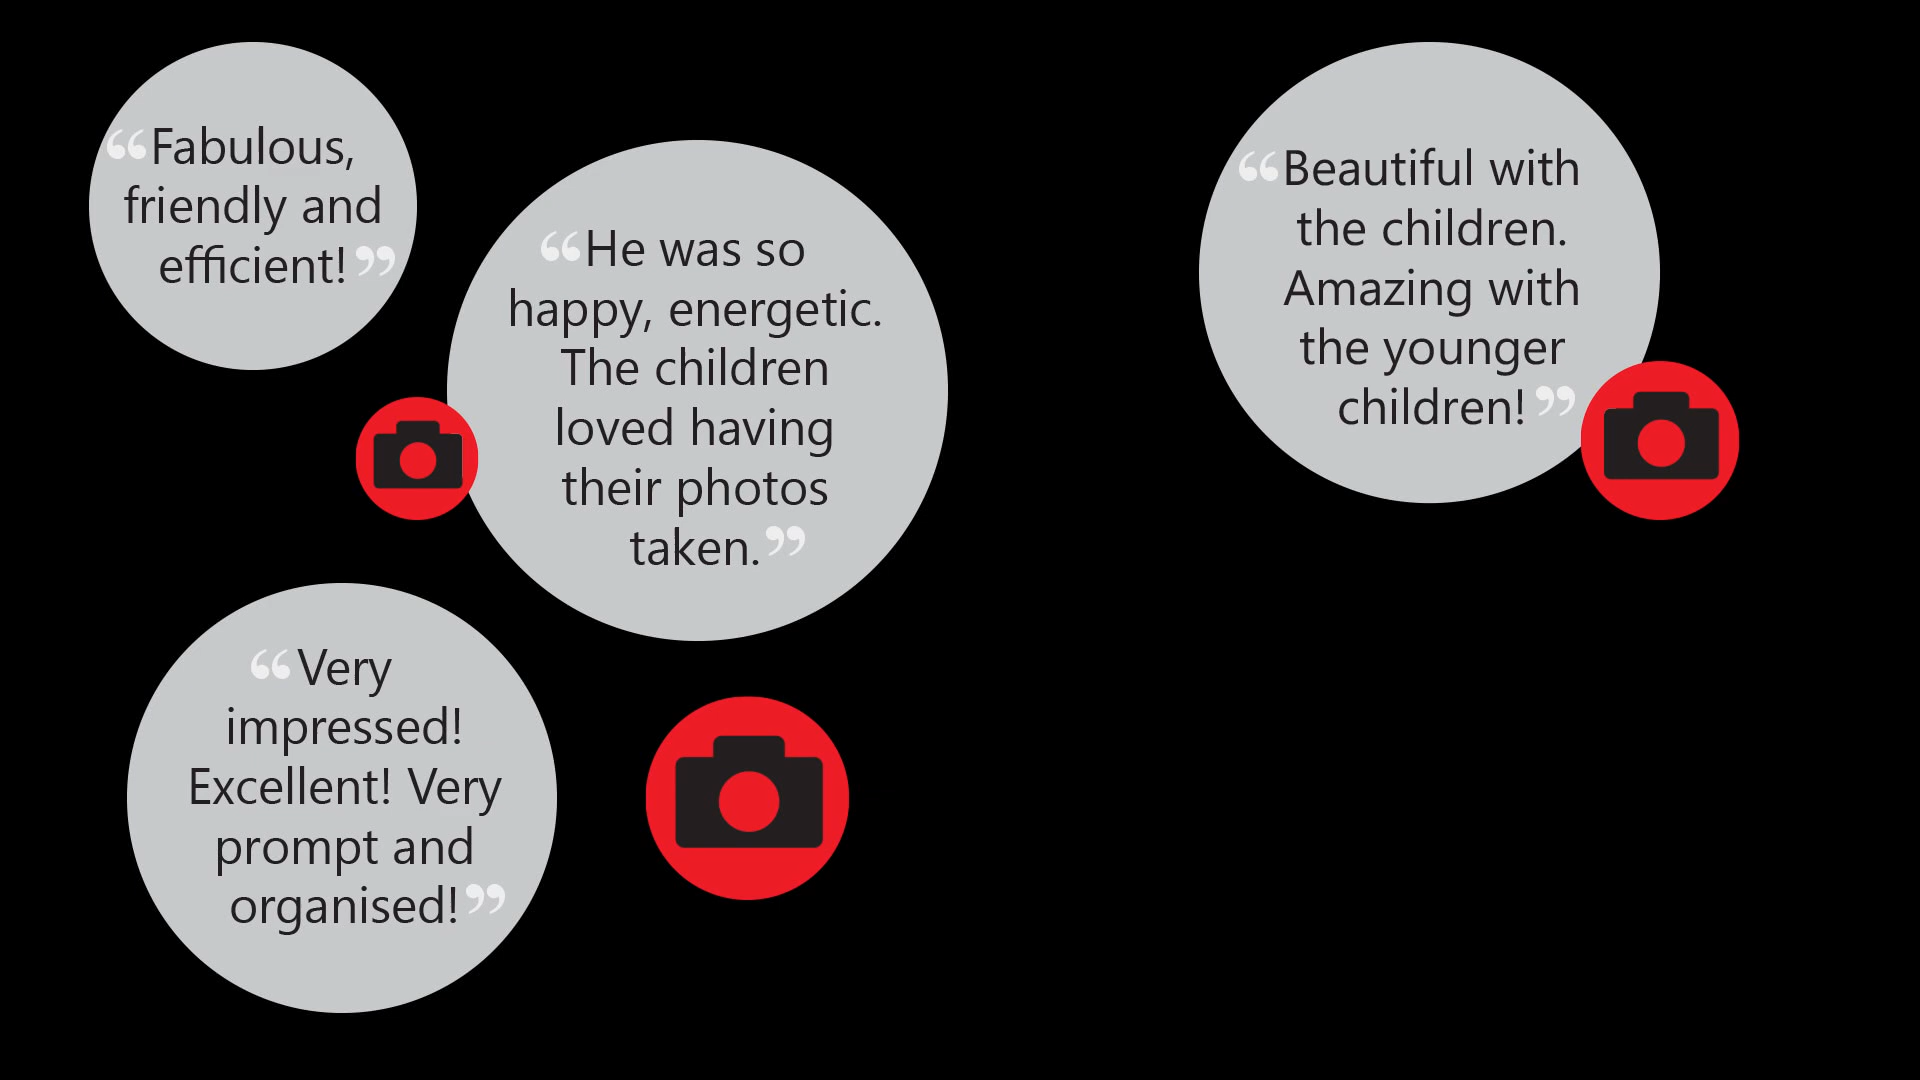 “Fabulous,
friendly and
efficient!”
“He was so
happy, energetic.
The children
loved having
their photos
taken.”
“Very
impressed!
Excellent! Very
prompt and
organised!”
“Beautiful with
the children.
Amazing with
the younger
children!”